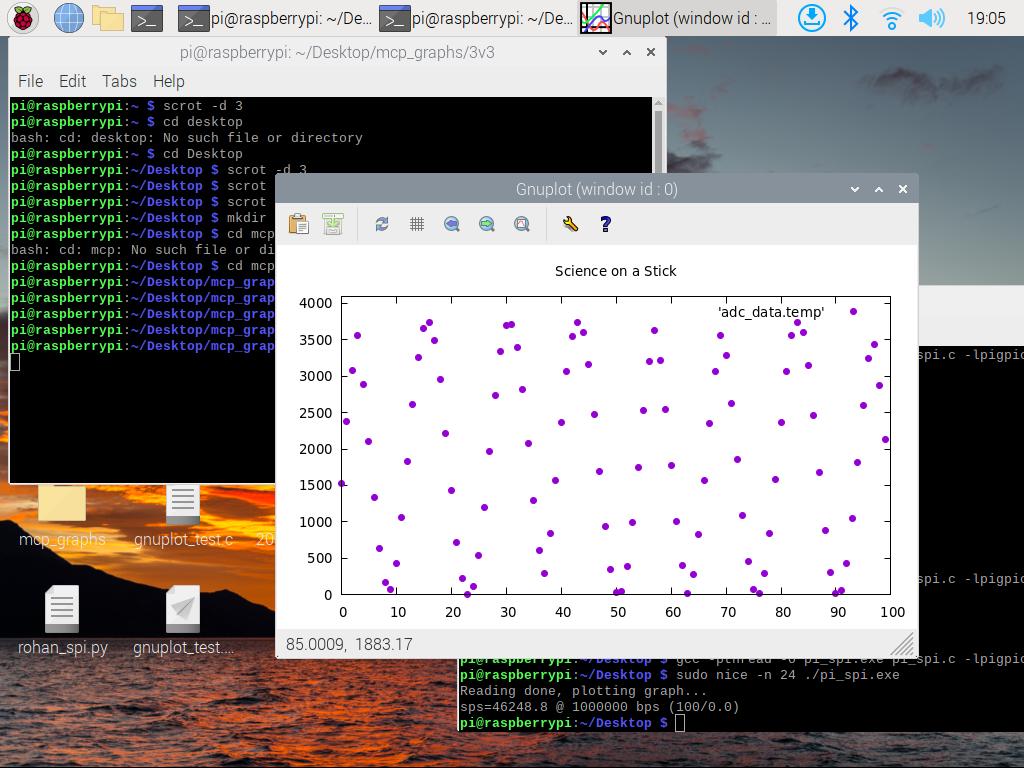 pi@raspberrypi: ~/De...
pi@raspberrypi: ~/De...
Gnuplot (window id : ...
19:05
pi@raspberrypi: ~/Desktop/mcp_graphs/3v3
File Edit Tabs Help
pi@raspberrypi:~ $ scrot -d 3
pi@raspberrypi:~ $ cd desktop
bash: cd: desktop: No such file or directory
pi@raspberrypi:~ $ cd Desktop
pi@raspberrypi:~/Desktop $ scrot -d 3
pi@raspberrypi:~/Desktop $ scrot
pi@raspberrypi:~/Desktop $ scrot
pi@raspberrypi:~/Desktop $ mkdir
pi@raspberrypi:~/Desktop $ cd mcp
bash: cd: mcp: No such file or di
pi@raspberrypi:~/Desktop $ cd mcp
pi@raspberrypi:~/Desktop/mcp_grap
pi@raspberrypi:~/Desktop/mcp_grap
pi@raspberrypi:~/Desktop/mcp_grap
pi@raspberrypi:~/Desktop/mcp_grap
pi@raspberrypi:~/Desktop/mcp_grap
Gnuplot (window id : 0)
Science on a Stick
'adc_data.temp'
4000
3500
3000
2500
2000
1500
1000
500
0
0 10 20 30 40 50 60 70 80 90 100
85.0009, 1883.17
mcp_graphs
gnuplot_test.c
20
rohan_spi.py
gnuplot_test....
spi.c -lpigpio
spi.c -lpigpio
pi@raspberrypi:~/Desktop $ gcc -pthread -o pi_spi.exe pi_spi.c -lpigpio
pi@raspberrypi:~/Desktop $ sudo nice -n 24 ./pi_spi.exe
Reading done, plotting graph...
sps=46248.8 @ 1000000 bps (100/0.0)
pi@raspberrypi:~/Desktop $